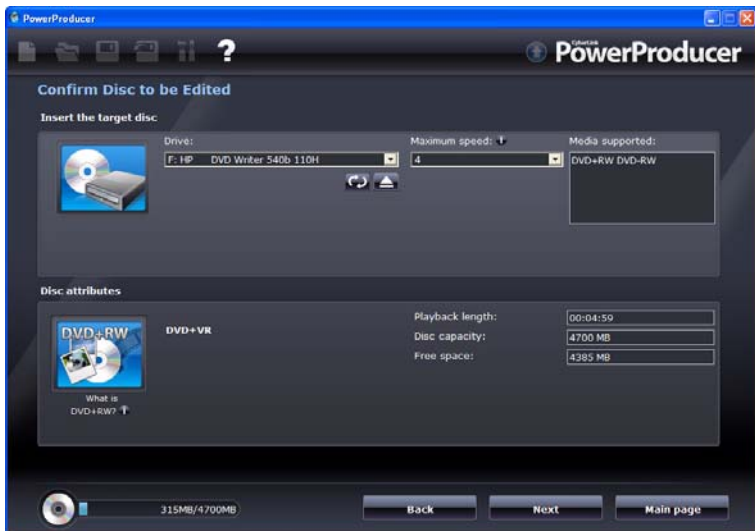 PowerProducer
?
CyberLink
PowerProducer
Confirm Disc to be Edited
Insert the target disc
Drive:
Maximum speed: i
Media supported:
F: HP DVD Writer 540b 110H
4
DVD+RW DVD-RW
Disc attributes
DVD+RW
DVD+VR
Playback length:
00:04:59
Disc capacity:
4700 MB
Free space:
4385 MB
What is
DVD+RW? i
315MB/4700MB
Back
Next
Main page